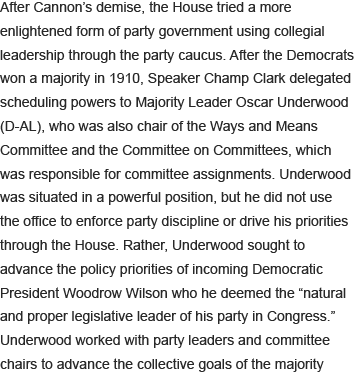 After Cannon’s demise, the House tried a more
enlightened form of party government using collegial
leadership through the party caucus. After the Democrats
won a majority in 1910, Speaker Champ Clark delegated
scheduling powers to Majority Leader Oscar Underwood
(D-AL), who was also chair of the Ways and Means
Committee and the Committee on Committees, which
was responsible for committee assignments. Underwood
was situated in a powerful position, but he did not use
the office to enforce party discipline or drive his priorities
through the House. Rather, Underwood sought to
advance the policy priorities of incoming Democratic
President Woodrow Wilson who he deemed the “natural
and proper legislative leader of his party in Congress.”
Underwood worked with party leaders and committee
chairs to advance the collective goals of the majority